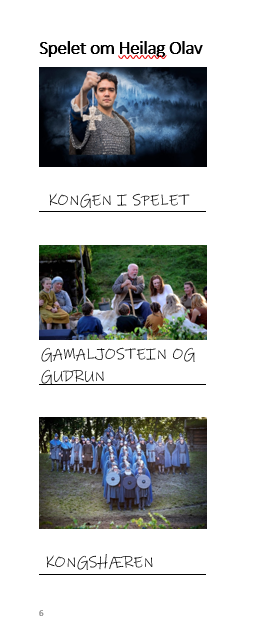 Spelet om Heilag Olav
KONGEN I SPELET
GAMALJOSTEIN OG
GUDRUN
KONGSHÆREN
6